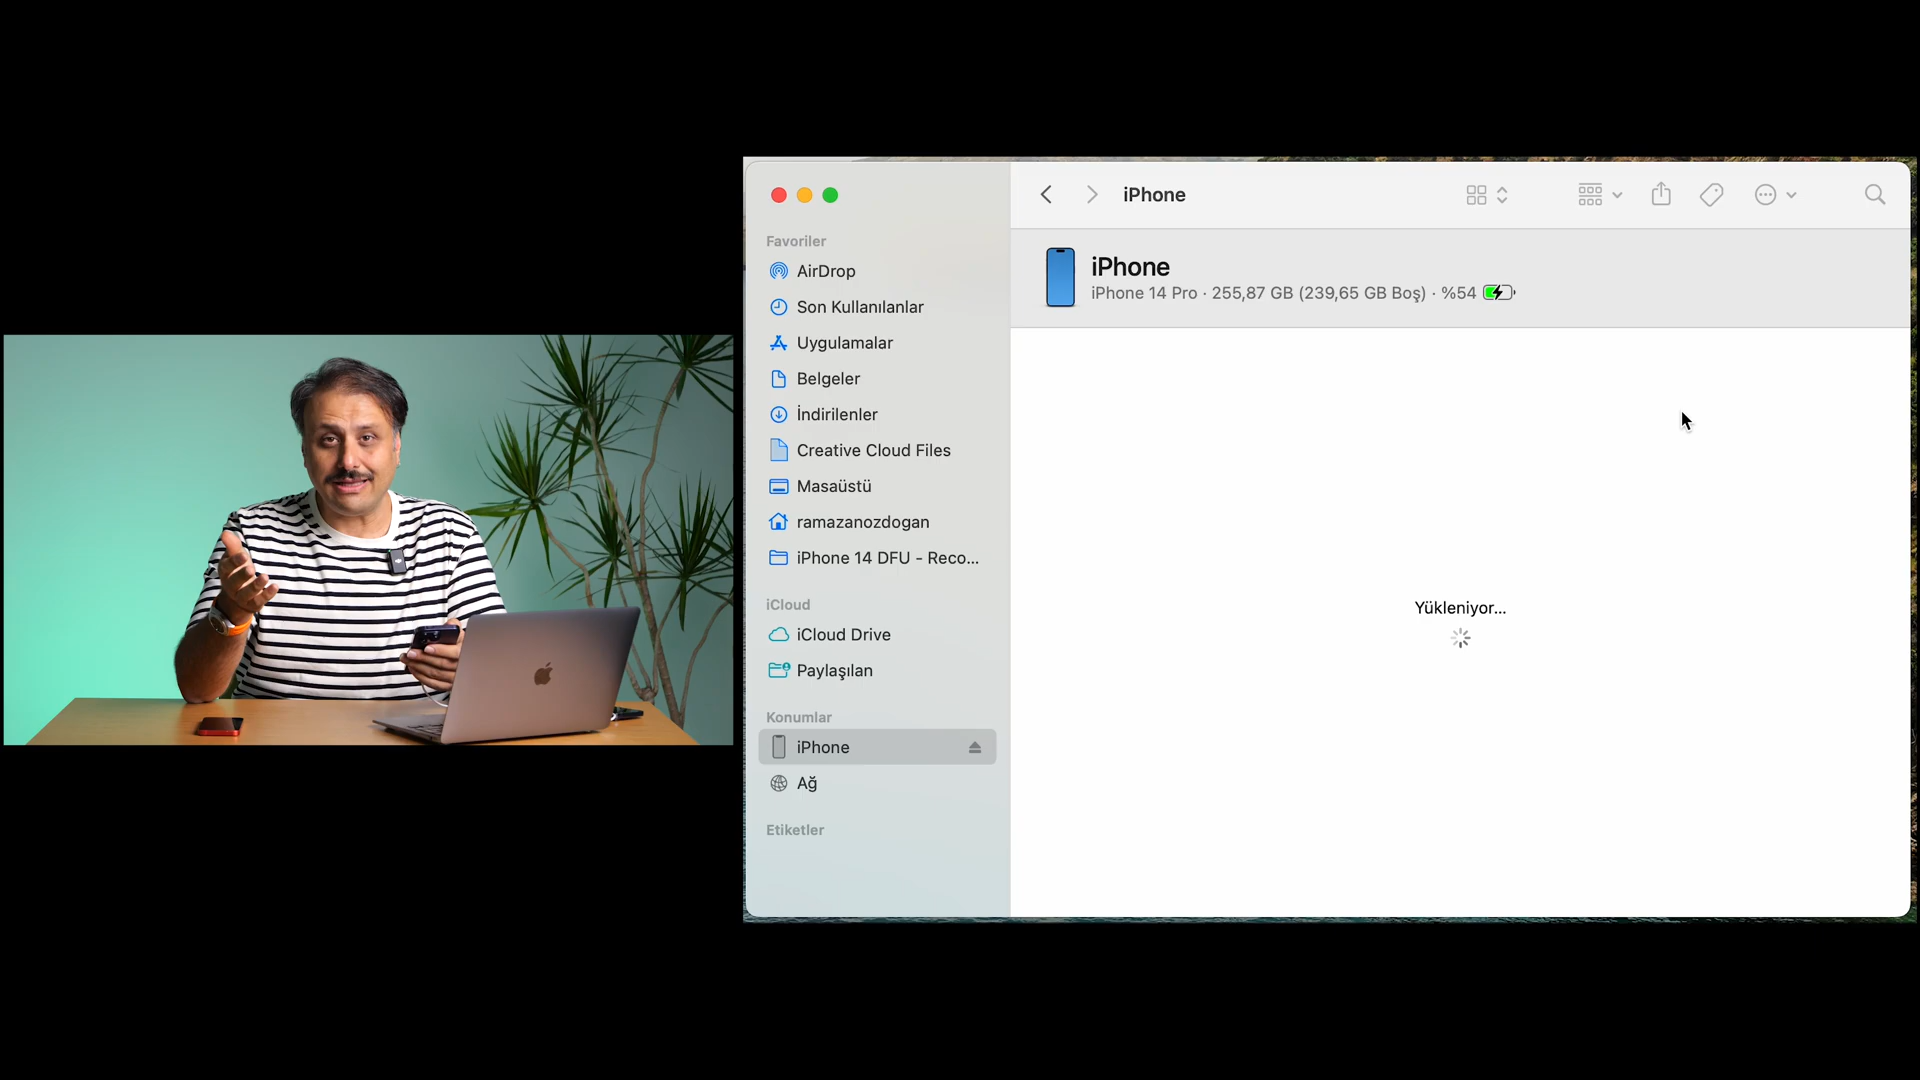 iPhone
Favoriler
AirDrop
Son Kullanılanlar
Uygulamalar
Belgeler
İndirilenler
Creative Cloud Files
Masaüstü
ramazanozdogan
iPhone 14 DFU - Reco...
iCloud
iCloud Drive
Paylaşılan
Konumlar
iPhone
Ağ
Etiketler
iPhone
iPhone 14 Pro · 255,87 GB (239,65 GB Boş) · %54
Yükleniyor...